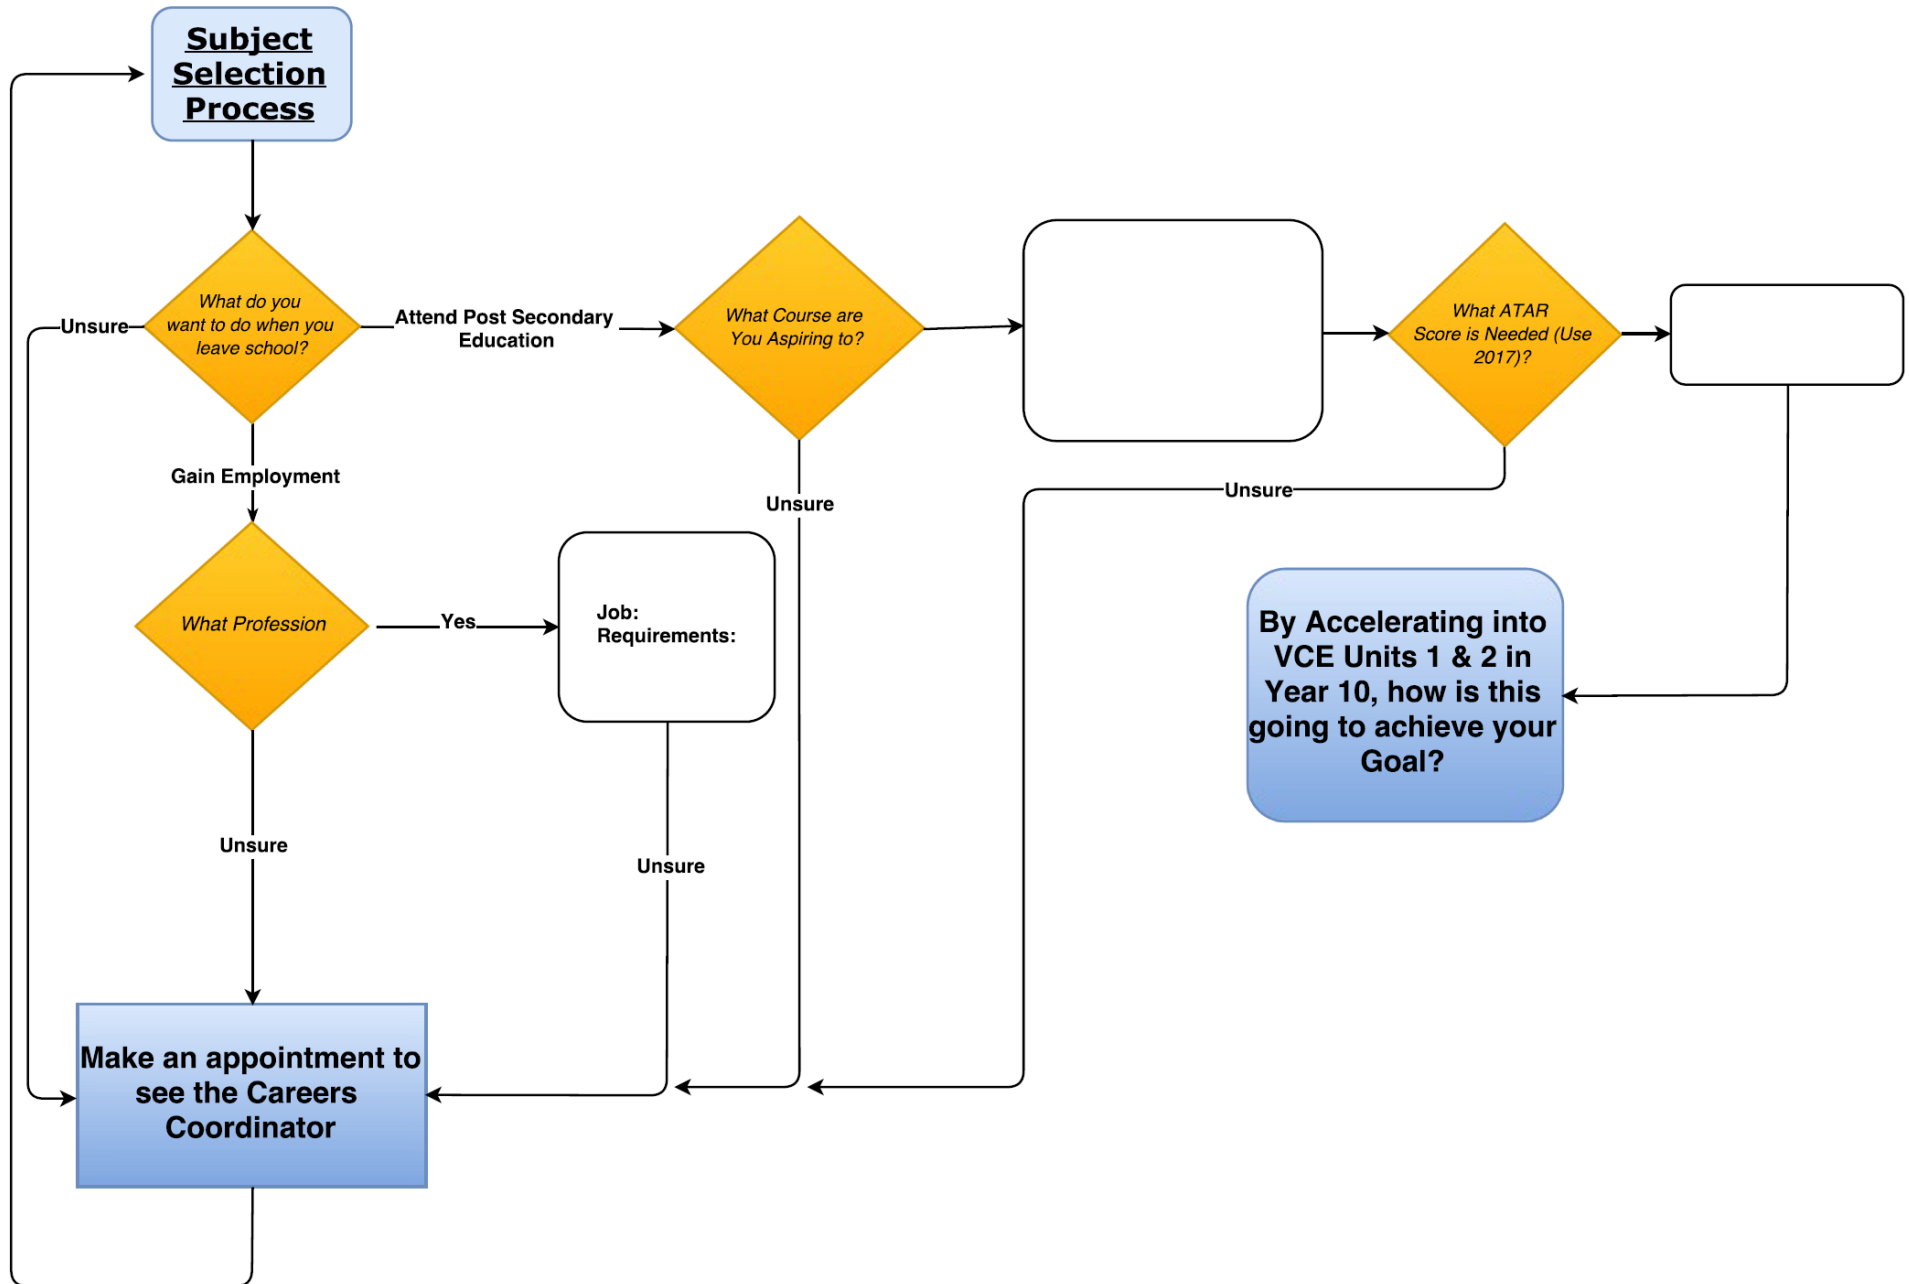 Subject
Selection
Process
What do you
want to do when you
leave school?
Unsure
Attend Post Secondary
Education
What Course are
You Aspiring to?
What ATAR
Score is Needed (Use
2017)?
Gain Employment
Unsure
Unsure
What Profession
Yes
Job:
Requirements:
By Accelerating into
VCE Units 1 & 2 in
Year 10, how is this
going to achieve your
Goal?
Unsure
Unsure
Make an appointment to
see the Careers
Coordinator